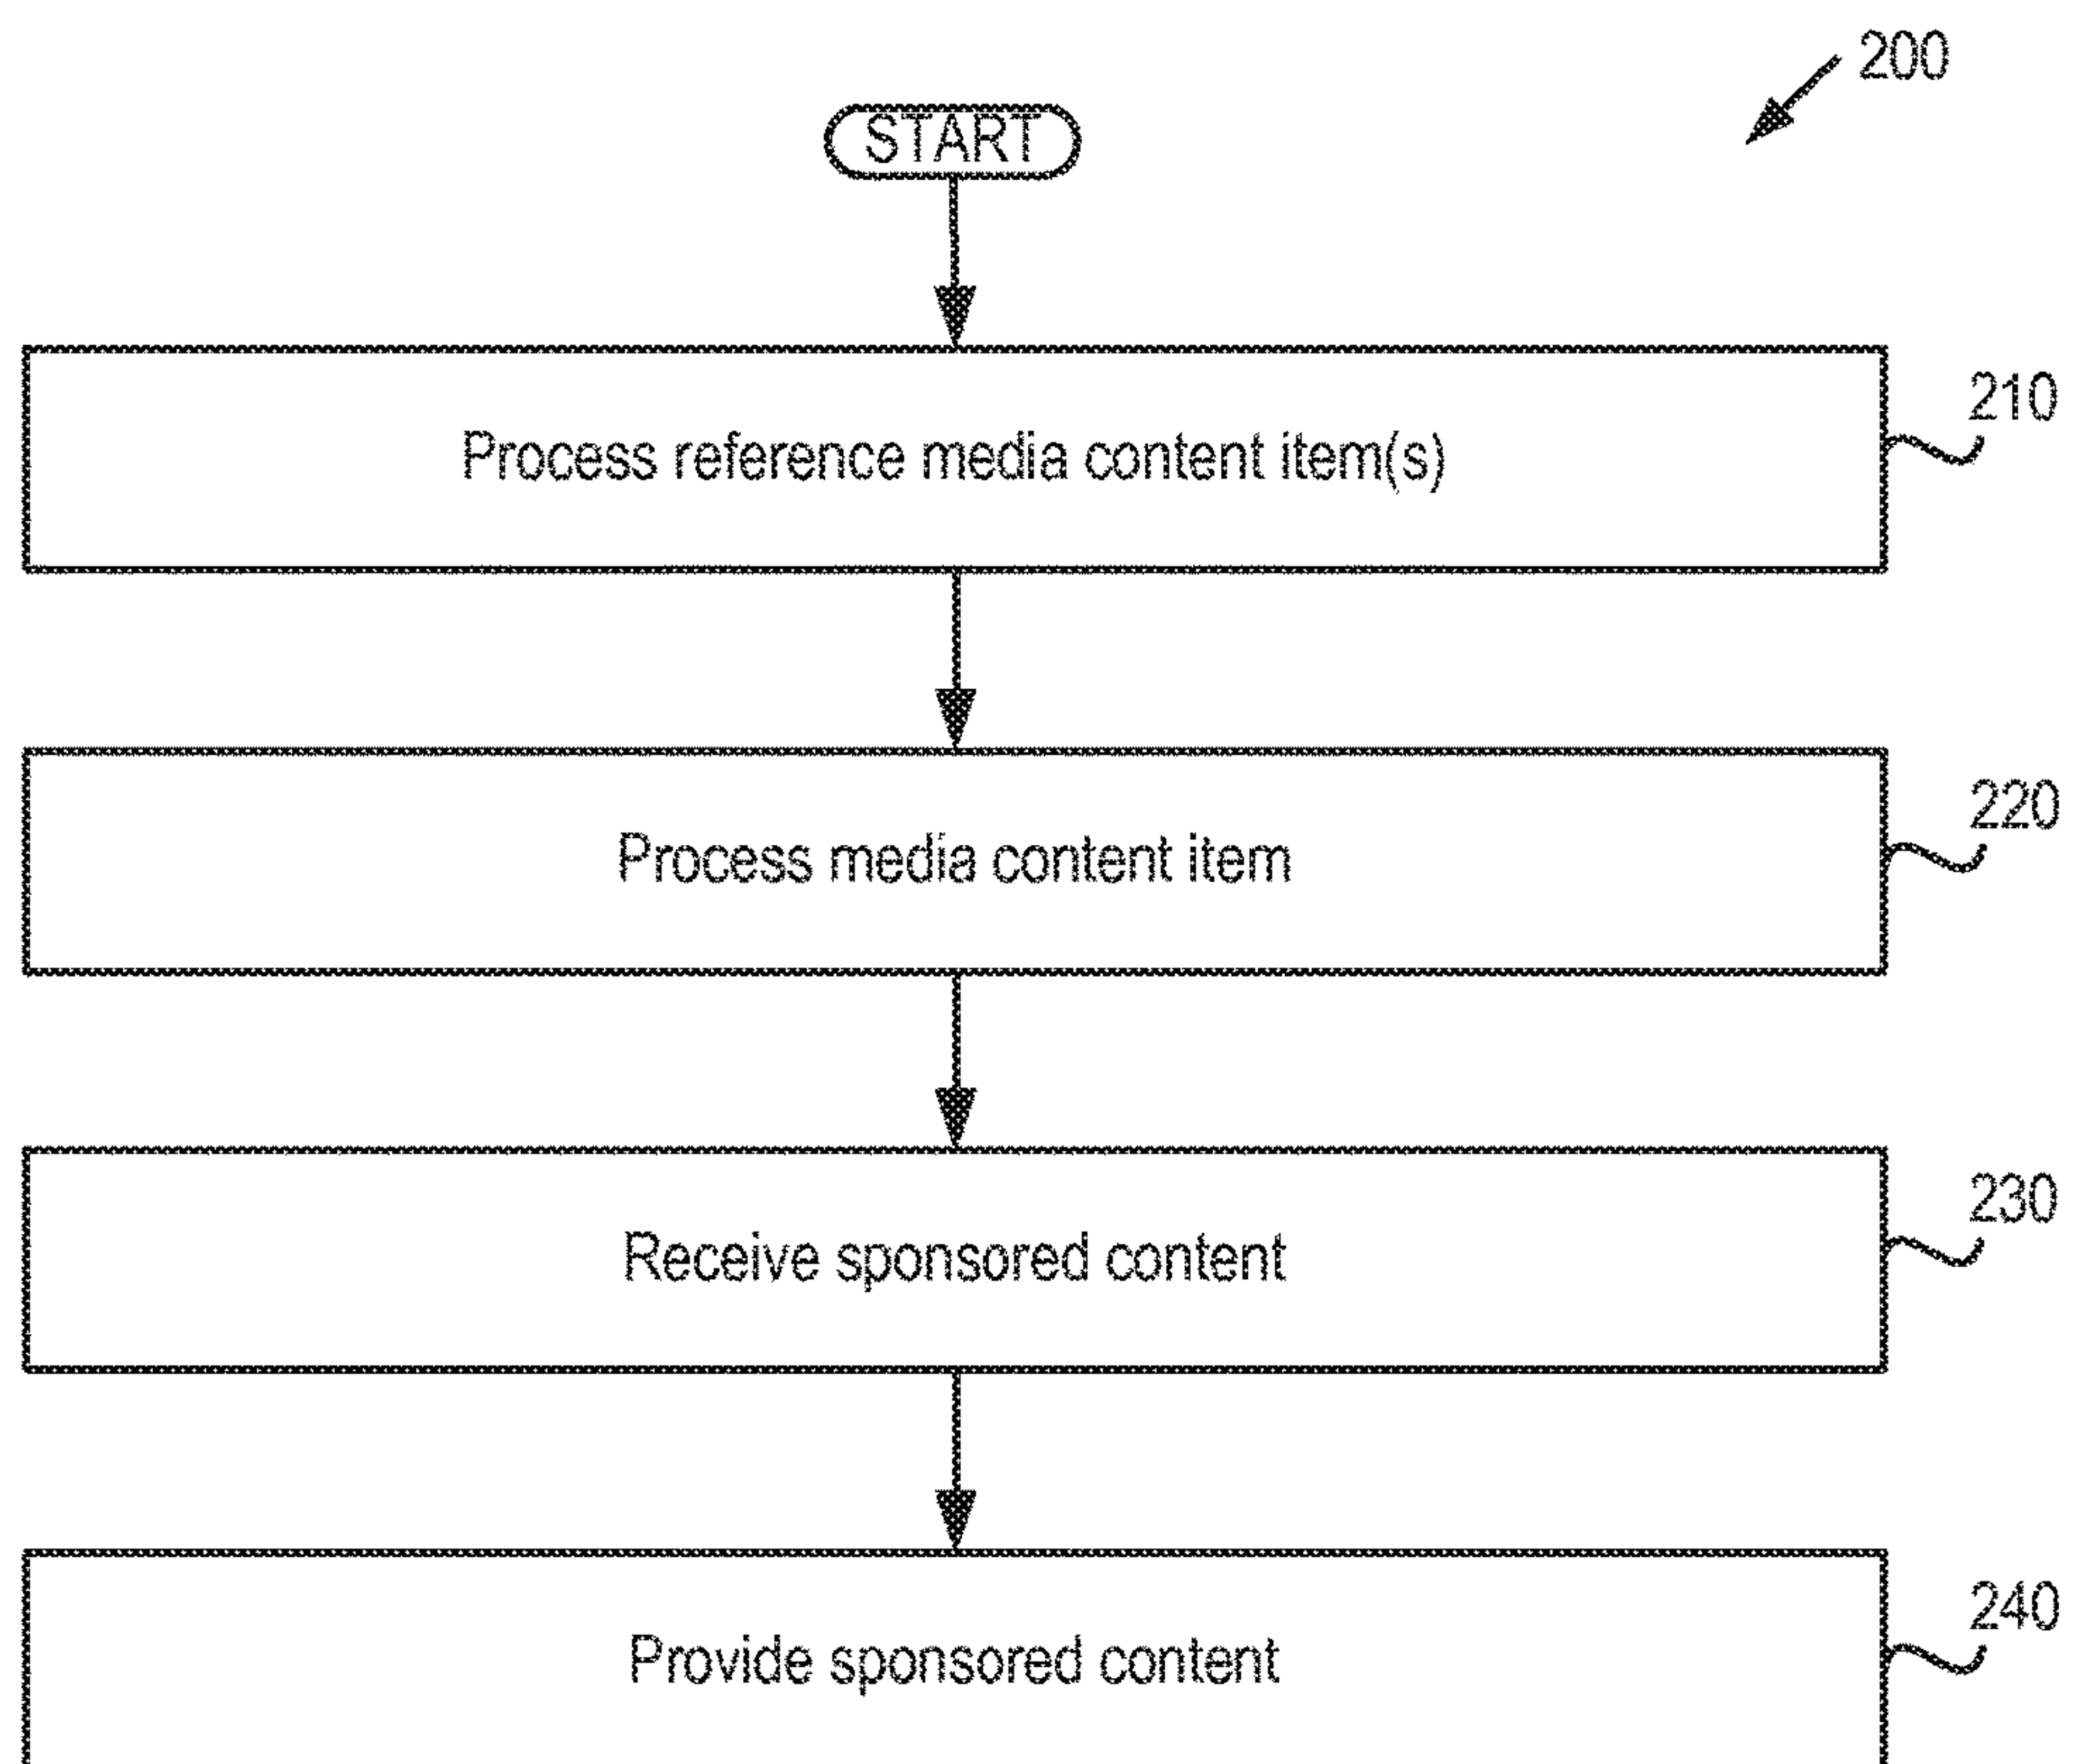 200
START
Process reference media content item(s)
210
Process media content item
220
Receive sponsored content
230
Provide sponsored content
240